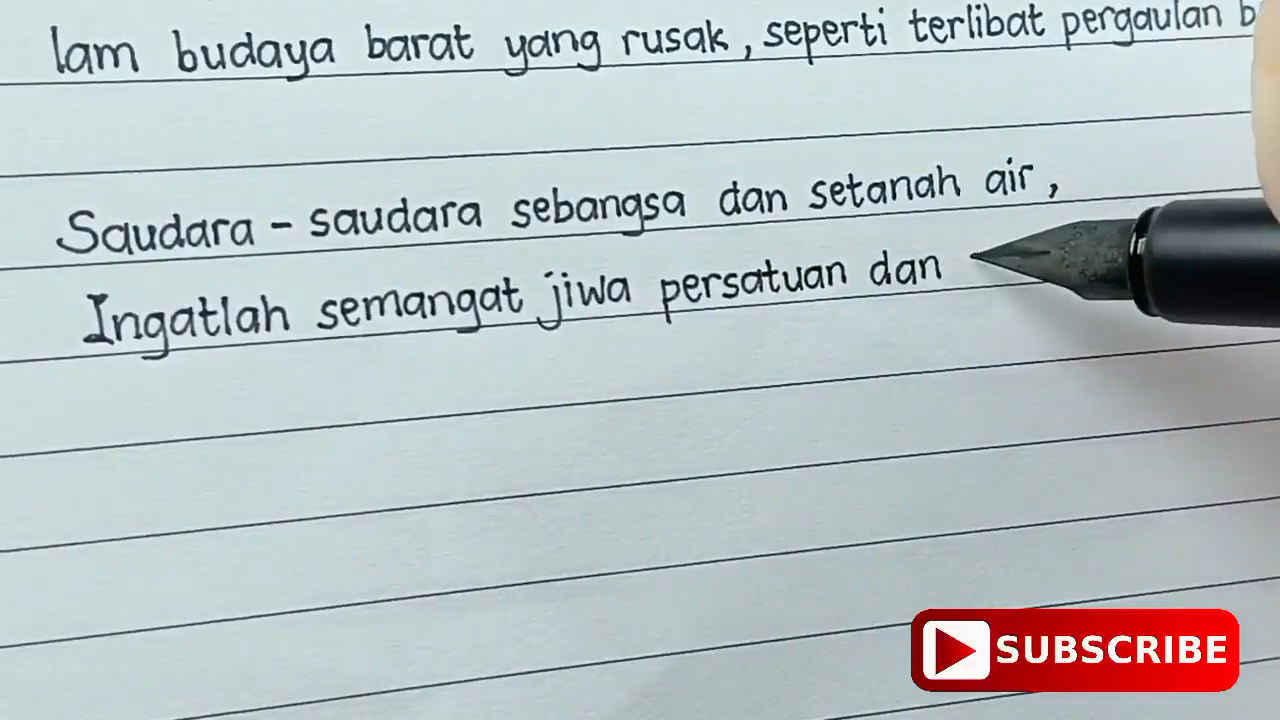 lam budaya barat yang rusak, seperti terlibat pergaulan b
Saudara - saudara sebangsa dan setanah air,
Ingatlah semangat jiwa persatuan dan
SUBSCRIBE